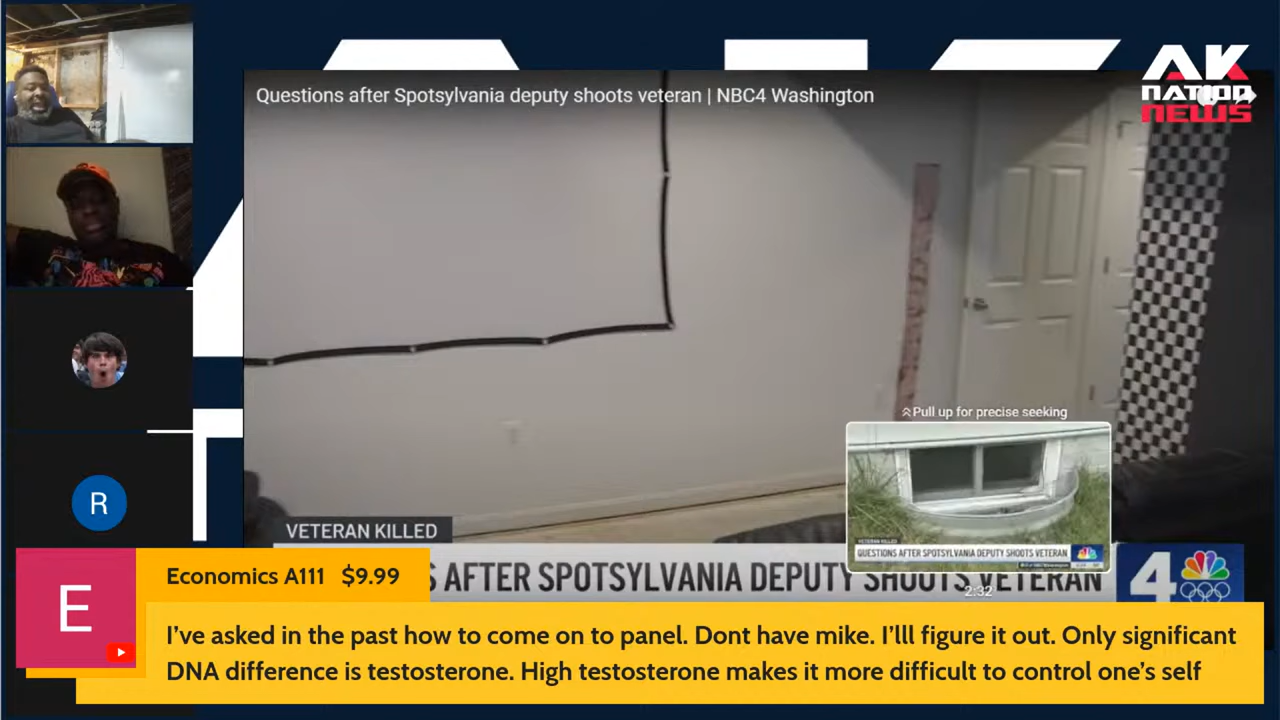 Questions after Spotsylvania deputy shoots veteran | NBC4 Washington
AK
NATION
NEWS
Pull up for precise seeking
R
VETERAN KILLED
VETERAN KILLED
QUESTIONS AFTER SPOTSYLVANIA DEPUTY SHOOTS VETERAN
S AFTER SPOTSYLVANIA DEPUTY SHOOTS VETERAN
4
2:32
E
Economics A111 $9.99
I've asked in the past how to come on to panel. Dont have mike. I'lll figure it out. Only significant
DNA difference is testosterone. High testosterone makes it more difficult to control one's self